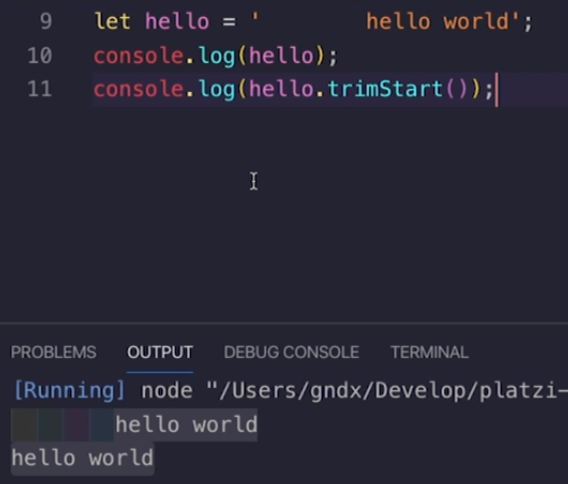 9 let hello = '        hello world';
10 console.log(hello);
11 console.log(hello.trimStart());
PROBLEMS OUTPUT DEBUG CONSOLE TERMINAL
[Running] node "/Users/gndx/Develop/platzi-
        hello world
hello world